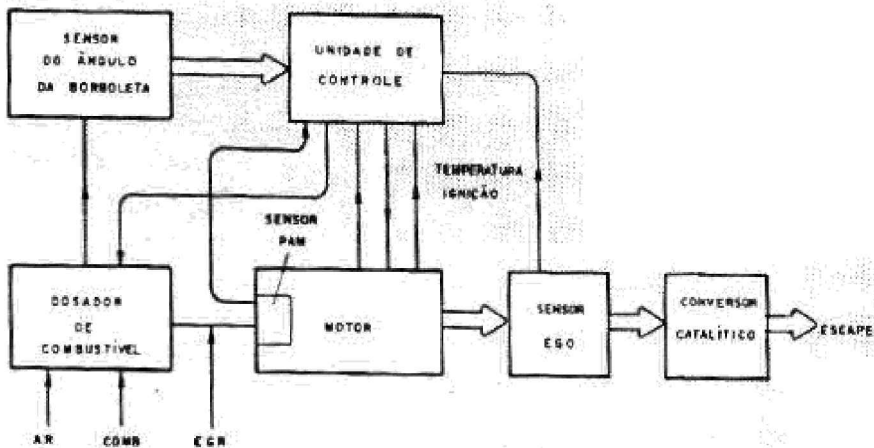 SENSOR
DO ÂNGULO
DA BORBOLETA
UNIDADE DE
CONTROLE
TEMPERATURA
IGNIÇÃO
SENSOR
PAM
DOSADOR
DE
COMBUSTÍVEL
MOTOR
SENSOR
EGO
CONVERSOR
CATALÍTICO
ESCAPE
AR
COMB
EGR